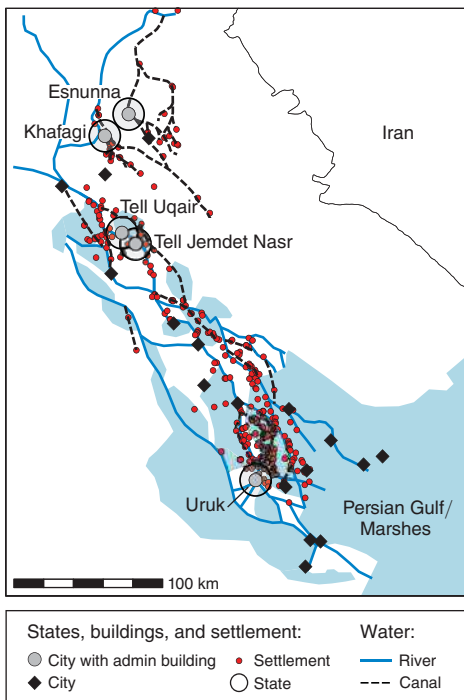 Esnunna
Khafagi
Iran
Tell Uqair
Tell Jemdet Nasr
Uruk
Persian Gulf/
Marshes
100 km
States, buildings, and settlement:
Water:
City with admin building
Settlement
River
City
State
Canal